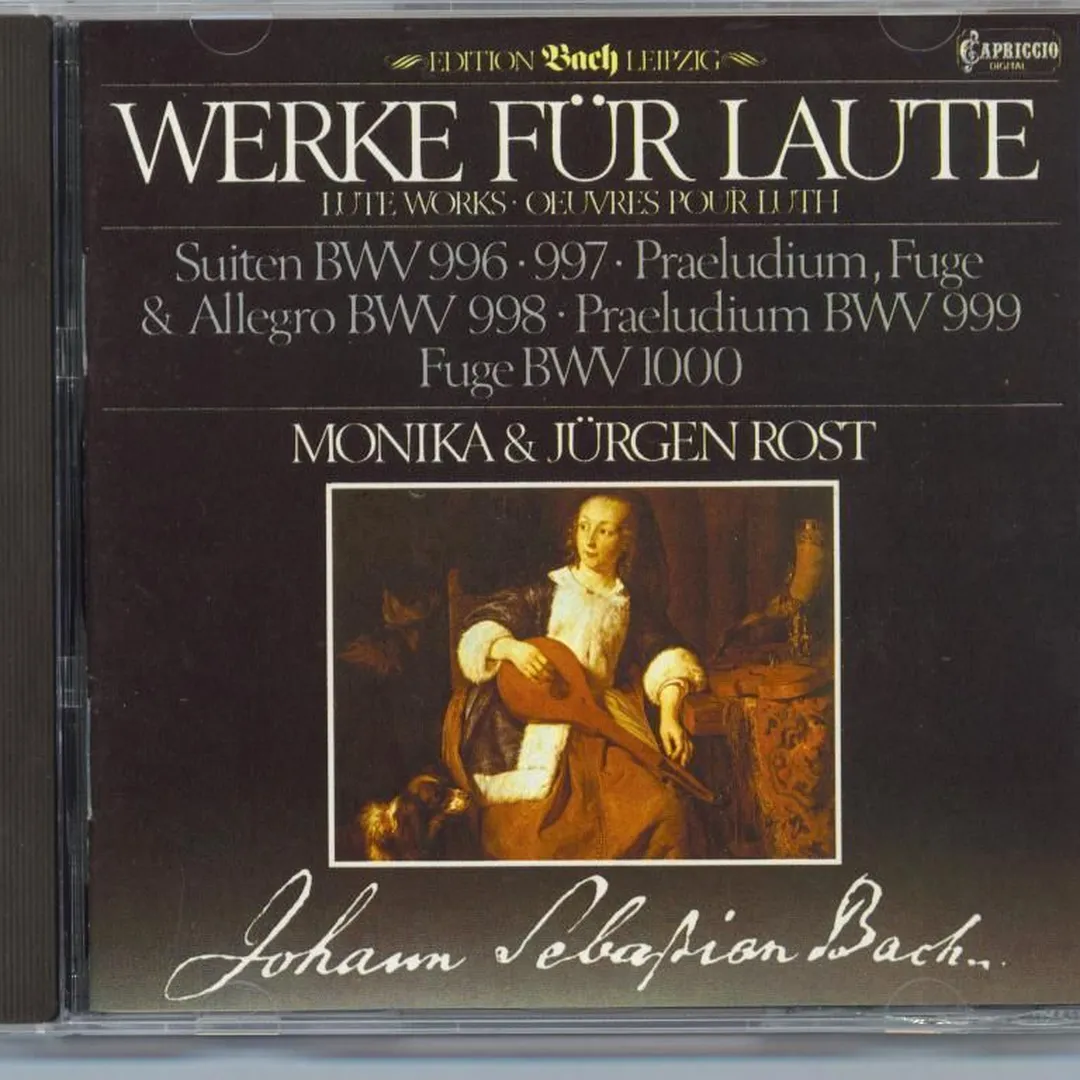 EDITION Bach LEIPZIG
CAPRICCIO
DIGITAL
WERKE FÜR LAUTE
LUTE WORKS · OEUVRES POUR LUTH
Suiten BWV 996 · 997 · Praeludium, Fuge
& Allegro BWV 998 · Praeludium BWV 999
Fuge BWV 1000
MONIKA & JÜRGEN ROST
Johann Sebaſtian Bach..